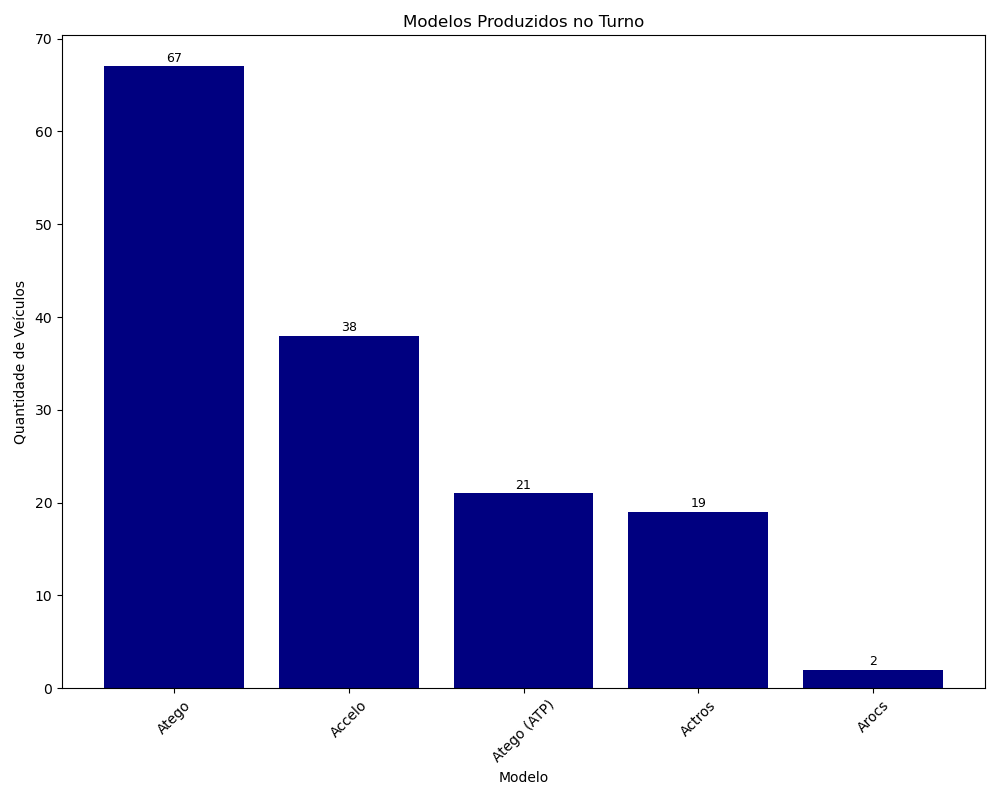 Modelos Produzidos no Turno
70
60
50
40
30
20
10
0
Quantidade de Veículos
67
38
21
19
2
Atego
Accelo
Atego (ATP)
Actros
Arocs
Modelo